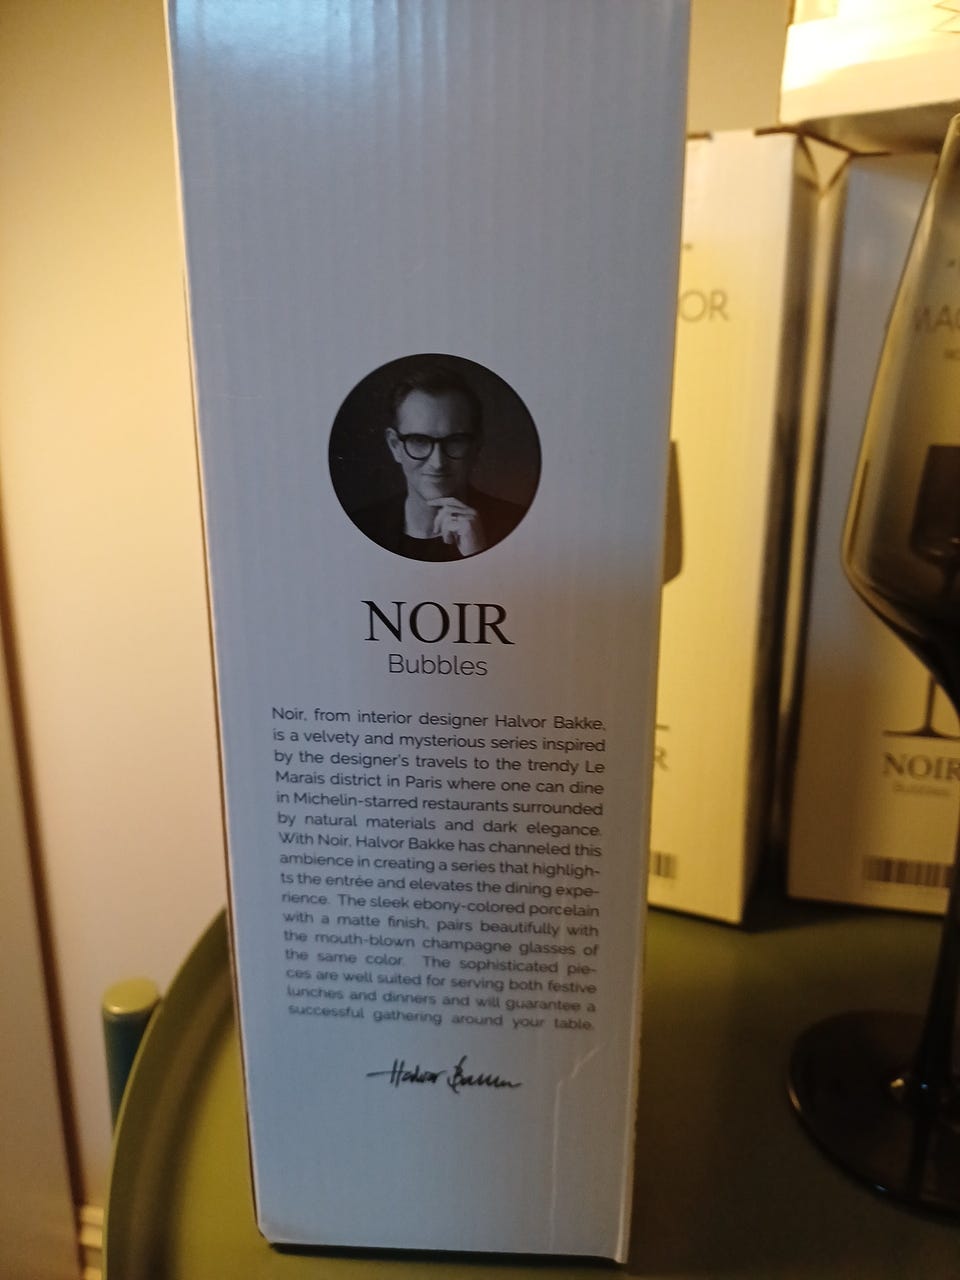 NOIR
Bubbles
Noir, from interior designer Halvor Bakke,
is a velvety and mysterious series inspired
by the designer's travels to the trendy Le
Marais district in Paris where one can dine
in Michelin-starred restaurants surrounded
by natural materials and dark elegance.
With Noir, Halvor Bakke has channeled this
ambience in creating a series that highligh-
ts the entrée and elevates the dining expe-
rience. The sleek ebony-colored porcelain
with a matte finish, pairs beautifully with
the mouth-blown champagne glasses of
the same color. The sophisticated pie-
ces are well suited for serving both festive
lunches and dinners and will guarantee a
successful gathering around your table.
Halvor Bakke
OR
R
NOIR
Bubbles